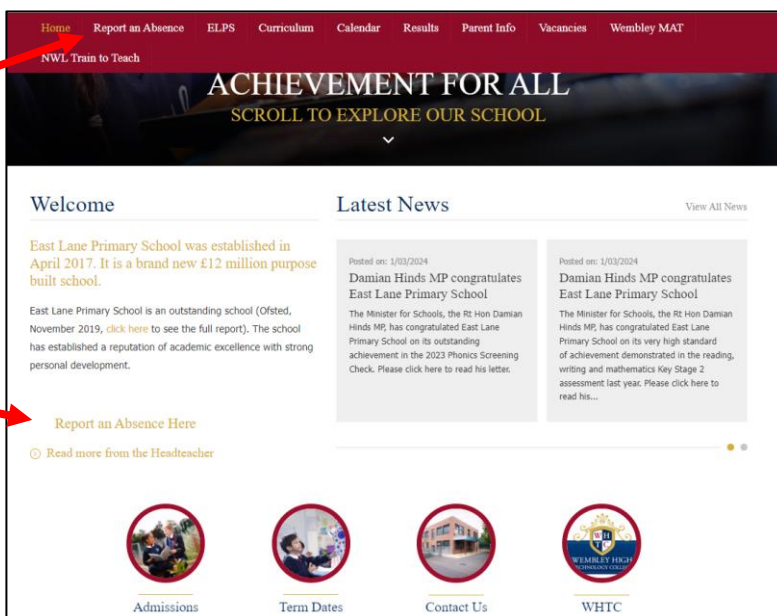 Home Report an Absence ELPS Curriculum Calendar Results Parent Info Vacancies Wembley MAT
NWL Train to Teach
ACHIEVEMENT FOR ALL
SCROLL TO EXPLORE OUR SCHOOL
Welcome
East Lane Primary School was established in
April 2017. It is a brand new £12 million purpose
built school.
East Lane Primary School is an outstanding school (Ofsted,
November 2019, click here to see the full report). The school
has established a reputation of academic excellence with strong
personal development.
Report an Absence Here
Read more from the Headteacher
Latest News
View All News
Posted on: 1/03/2024
Damian Hinds MP congratulates
East Lane Primary School
The Minister for Schools, the Rt Hon Damian
Hinds MP, has congratulated East Lane
Primary School on its outstanding
achievement in the 2023 Phonics Screening
Check. Please click here to read his letter.
Posted on: 1/03/2024
Damian Hinds MP congratulates
East Lane Primary School
The Minister for Schools, the Rt Hon Damian
Hinds MP, has congratulated East Lane
Primary School on its very high standard
of achievement demonstrated in the reading,
writing and mathematics Key Stage 2
assessment last year. Please click here to
read his...
W H
T C
WEMBLEY HIGH
TECHNOLOGY COLLEGE
Admissions
Term Dates
Contact Us
WHTC